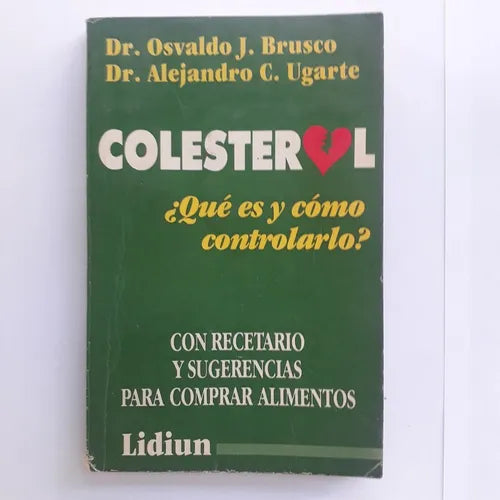 Dr. Osvaldo J. Brusco
Dr. Alejandro C. Ugarte
COLESTEROL
¿Qué es y cómo
controlarlo?
CON RECETARIO
Y SUGERENCIAS
PARA COMPRAR ALIMENTOS
Lidiun